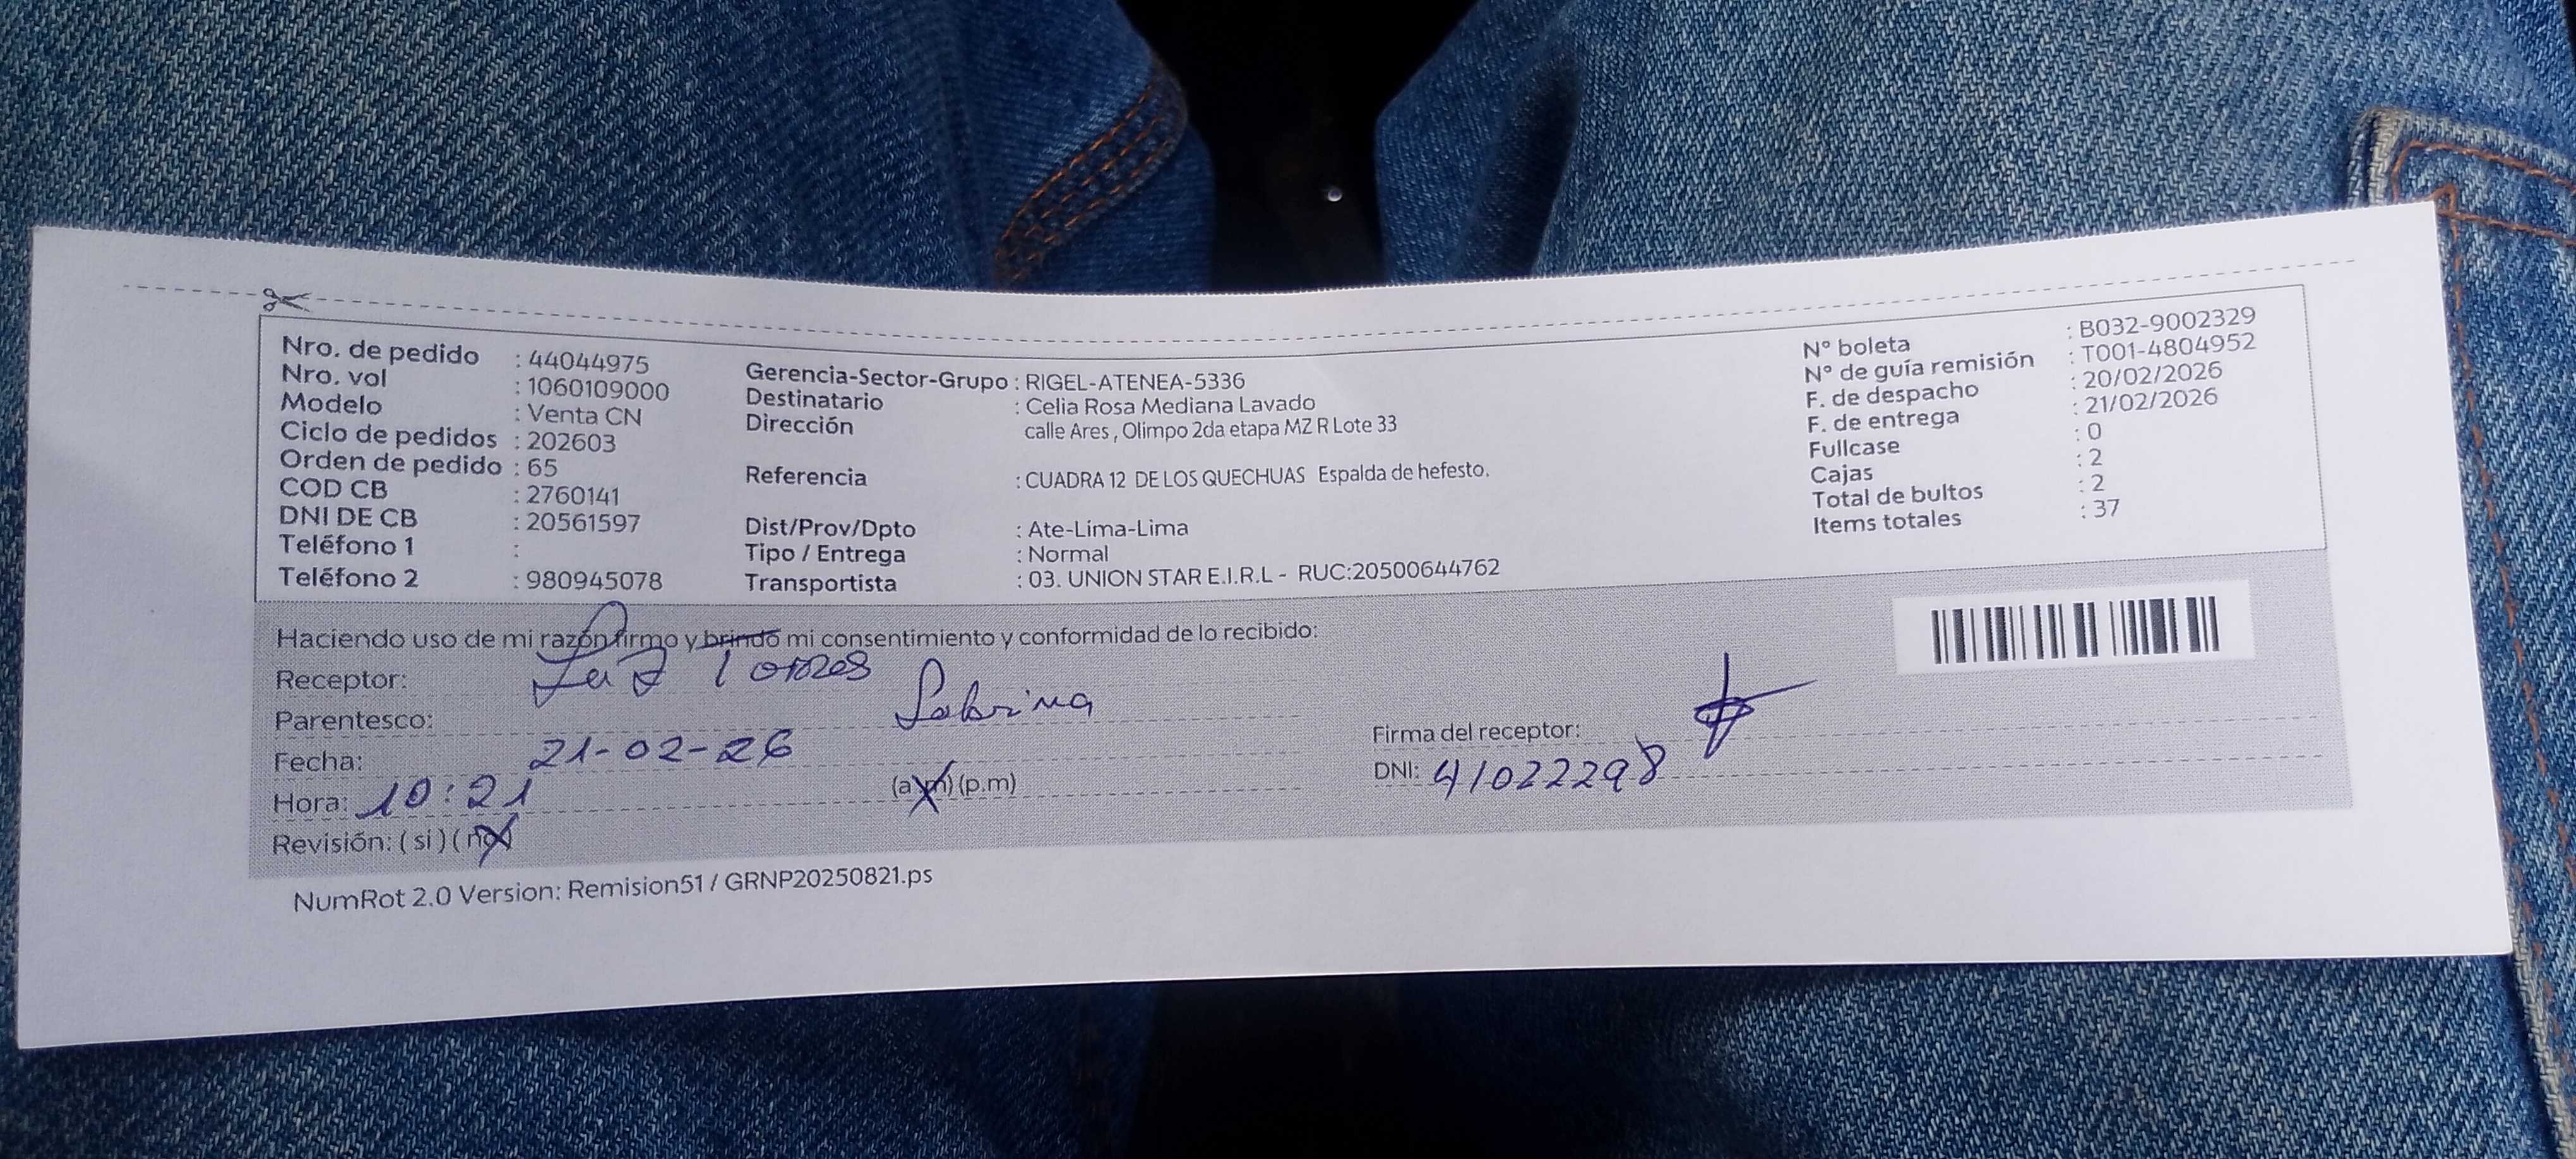 Nro. de pedido : 44044975
Nro. vol : 1060109000
Modelo : Venta CN
Ciclo de pedidos : 202603
Orden de pedido : 65
COD CB : 2760141
DNI DE CB : 20561597
Teléfono 1 :
Teléfono 2 : 980945078
Gerencia-Sector-Grupo : RIGEL-ATENEA-5336
Destinatario : Celia Rosa Mediana Lavado
Dirección calle Ares , Olimpo 2da etapa MZ R Lote 33
Referencia : CUADRA 12 DE LOS QUECHUAS Espalda de hefesto.
Dist/Prov/Dpto : Ate-Lima-Lima
Tipo / Entrega : Normal
Transportista : 03. UNION STAR E.I.R.L - RUC:20500644762
N° boleta : B032-9002329
N° de guía remisión : T001-4804952
F. de despacho : 20/02/2026
F. de entrega : 21/02/2026
Fullcase : 0
Cajas : 2
Total de bultos : 2
Items totales : 37
Haciendo uso de mi razón firmo y brindo mi consentimiento y conformidad de lo recibido:
Receptor:
Parentesco: Sobrina
Fecha: 21-02-26
Hora: 10:21 (a.m) (p.m)
Revisión: ( si ) ( no )
Firma del receptor:
DNI: 41022298
NumRot 2.0 Version: Remision51 / GRNP20250821.ps